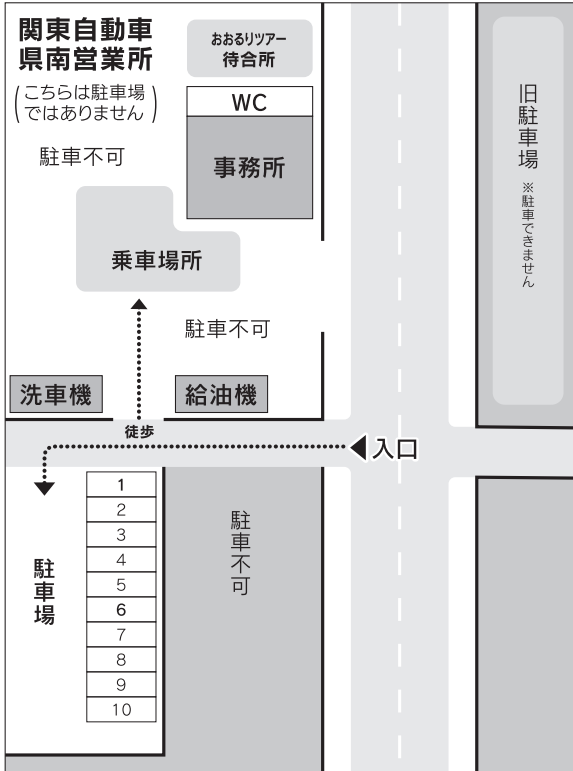 関東自動車
県南営業所
(こちらは駐車場
ではありません)
駐車不可
おおるりツアー
待合所
WC
事務所
乗車場所
駐車不可
洗車機
給油機
徒歩
入口
旧駐車場
※駐車できません
駐車場
1
2
3
4
5
6
7
8
9
10
駐車不可